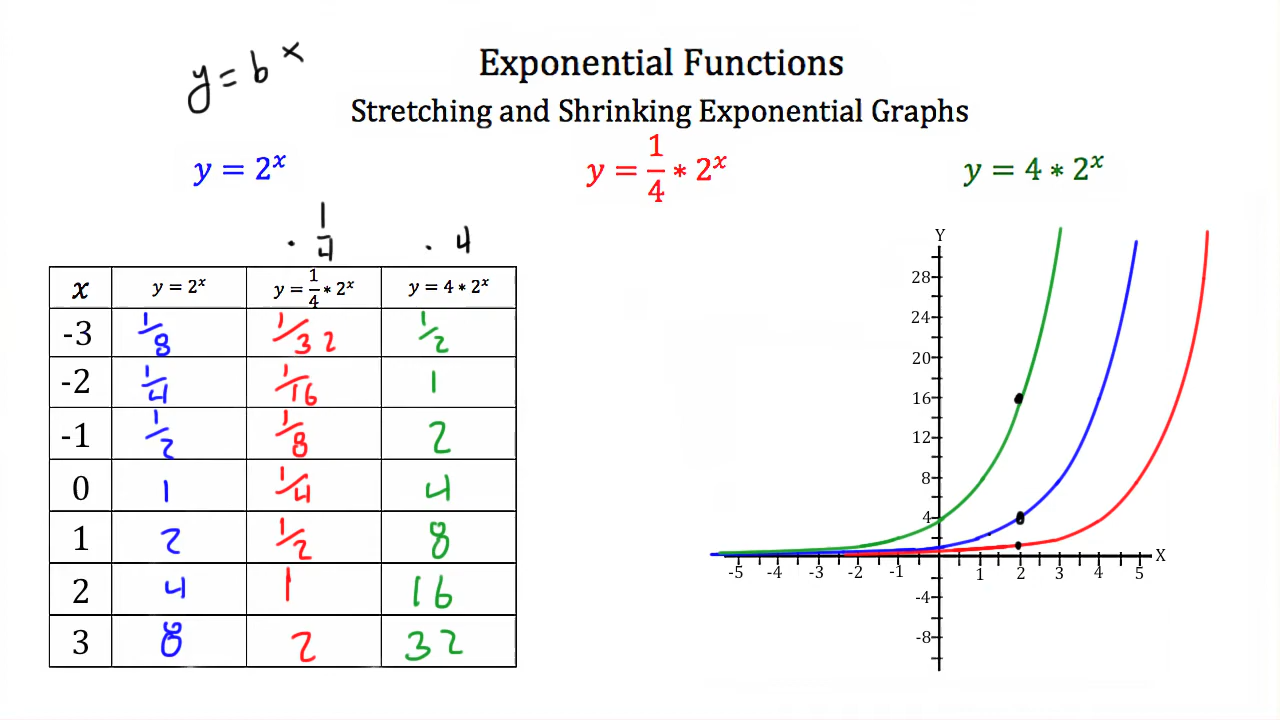 y = b^x
Exponential Functions
Stretching and Shrinking Exponential Graphs
y = 2^x
y = 1/4 * 2^x
y = 4 * 2^x
· 1/4 · 4
x y = 2^x y = 1/4 * 2^x y = 4 * 2^x
-3 1/8 1/32 1/2
-2 1/4 1/16 1
-1 1/2 1/8 2
0 1 1/4 4
1 2 1/2 8
2 4 1 16
3 8 2 32
Y
28
24
20
16
12
8
4
-5 -4 -3 -2 -1 1 2 3 4 5 X
-4
-8